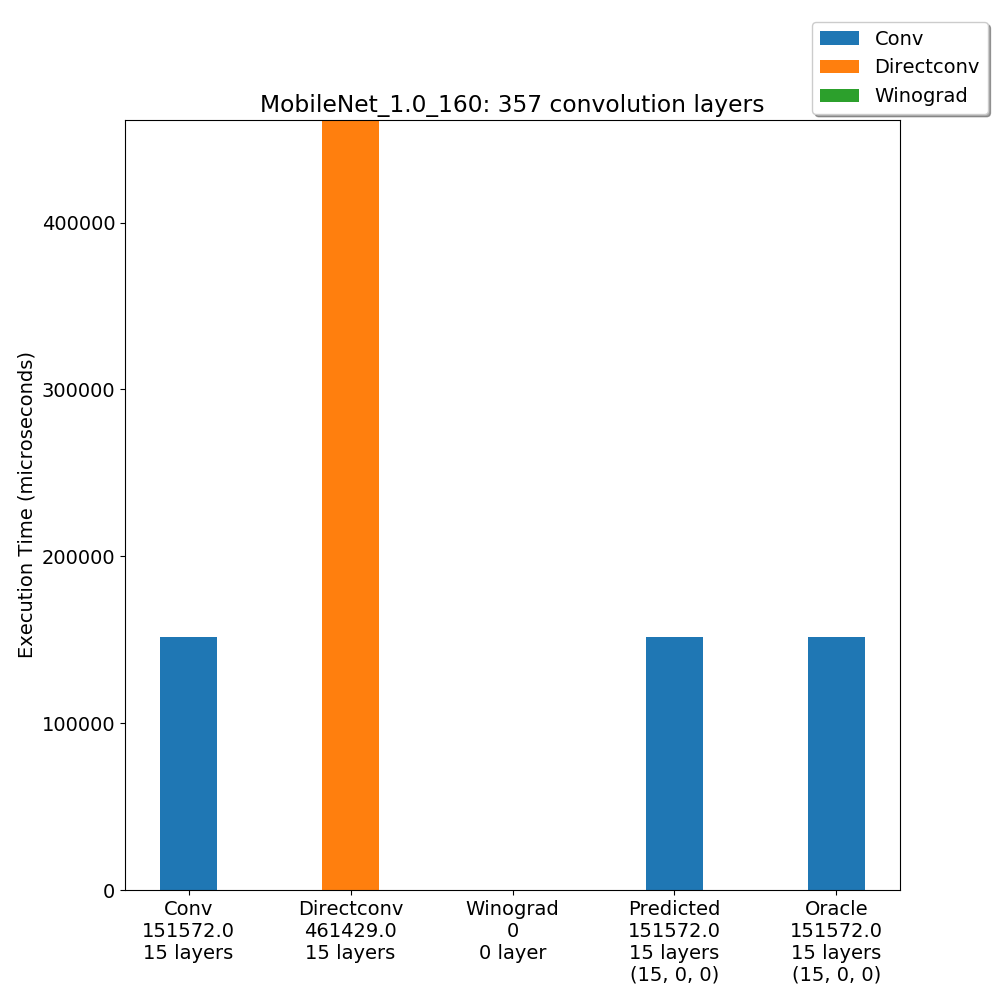 Conv
Directconv
Winograd
MobileNet_1.0_160: 357 convolution layers
Execution Time (microseconds)
400000
300000
200000
100000
0
Conv
151572.0
15 layers
Directconv
461429.0
15 layers
Winograd
0
0 layer
Predicted
151572.0
15 layers
(15, 0, 0)
Oracle
151572.0
15 layers
(15, 0, 0)